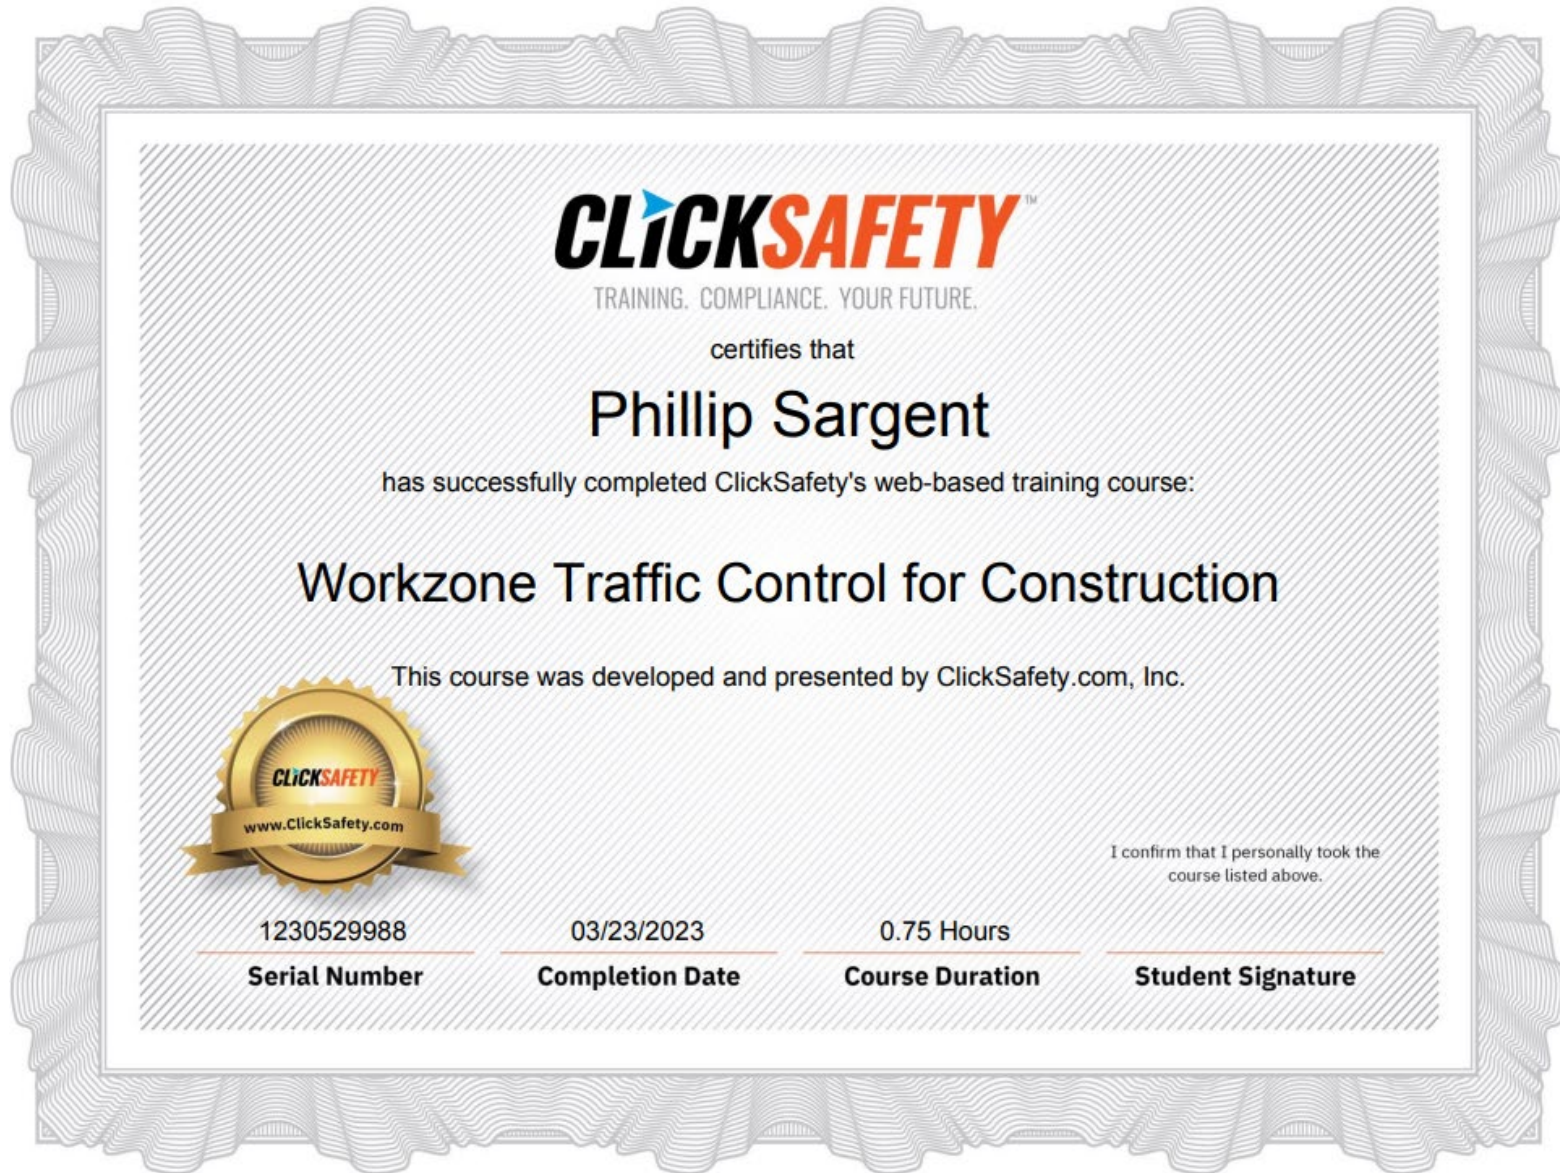 CLICKSAFETY™
TRAINING. COMPLIANCE. YOUR FUTURE.
certifies that
Phillip Sargent
has successfully completed ClickSafety's web-based training course:
Workzone Traffic Control for Construction
This course was developed and presented by ClickSafety.com, Inc.
CLICKSAFETY
www.ClickSafety.com
I confirm that I personally took the
course listed above.
1230529988 03/23/2023 0.75 Hours
Serial Number Completion Date Course Duration Student Signature